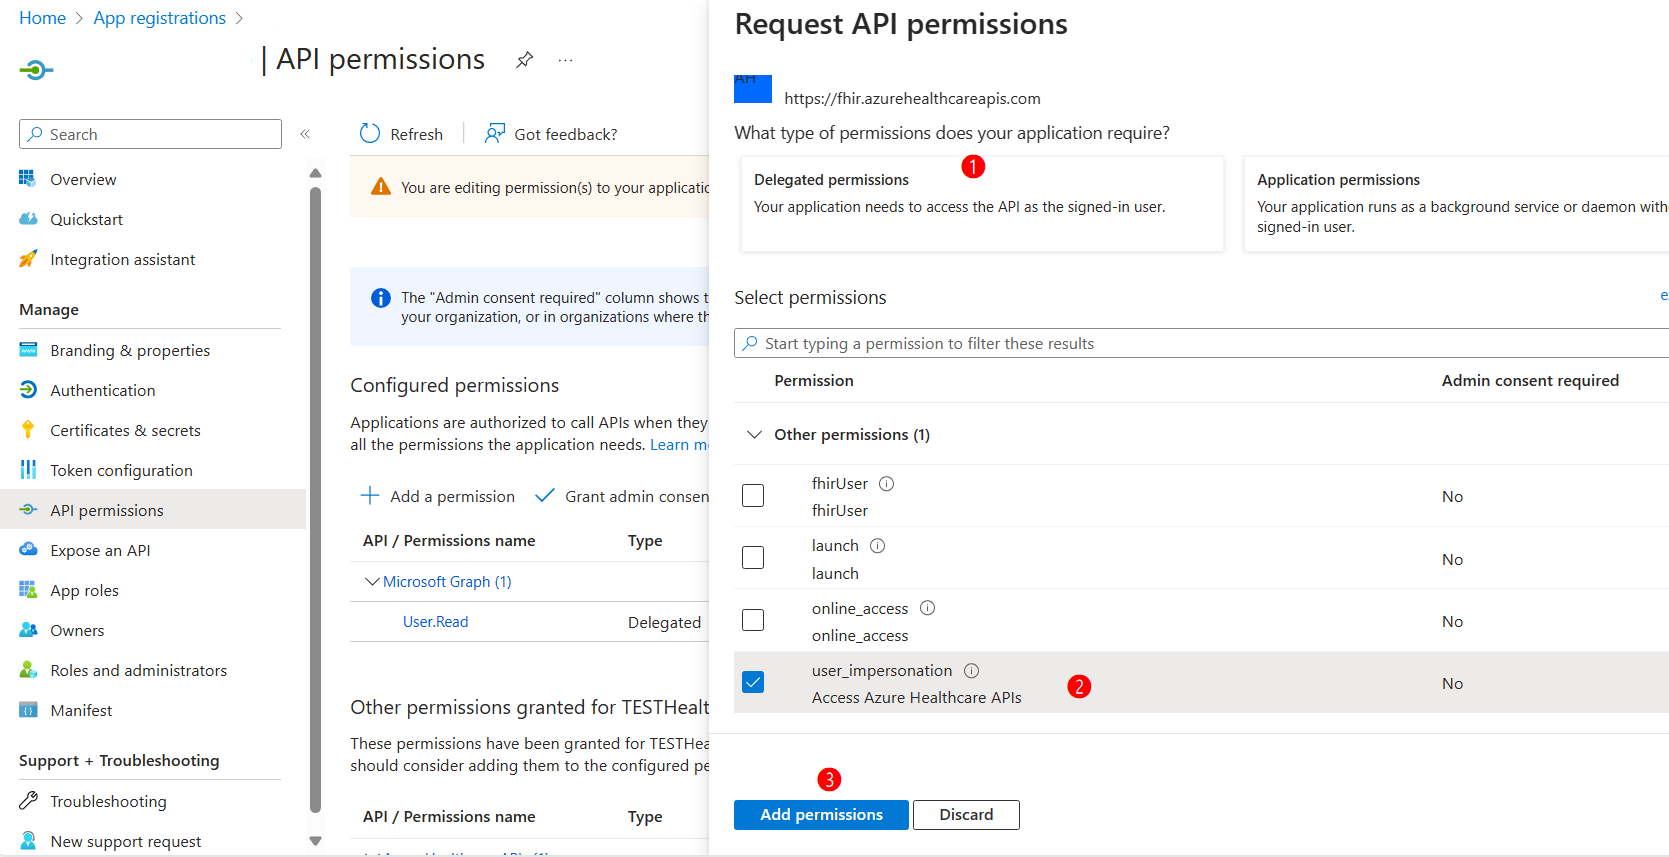 Home > App registrations >
| API permissions
Search
Overview
Quickstart
Integration assistant
Manage
Branding & properties
Authentication
Certificates & secrets
Token configuration
API permissions
Expose an API
App roles
Owners
Roles and administrators
Manifest
Support + Troubleshooting
Troubleshooting
New support request
Refresh
Got feedback?
You are editing permission(s) to your applicatio
The "Admin consent required" column shows t
your organization, or in organizations where th
Configured permissions
Applications are authorized to call APIs when they
all the permissions the application needs. Learn m
Add a permission
Grant admin consen
API / Permissions name Type
Microsoft Graph (1)
User.Read Delegated
Other permissions granted for TESTHealt
These permissions have been granted for TESTHea
should consider adding them to the configured pe
API / Permissions name Type
Request API permissions
AH
https://fhir.azurehealthcareapis.com
What type of permissions does your application require?
1
Delegated permissions
Your application needs to access the API as the signed-in user.
Application permissions
Your application runs as a background service or daemon with
signed-in user.
Select permissions
Start typing a permission to filter these results
Permission Admin consent required
Other permissions (1)
fhirUser
fhirUser
No
launch
launch
No
online_access
online_access
No
user_impersonation
Access Azure Healthcare APIs
2
No
3
Add permissions
Discard